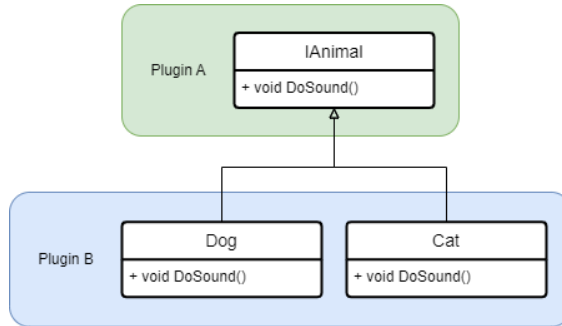 IAnimal
Plugin A
+ void DoSound()
Dog
Cat
Plugin B
+ void DoSound()
+ void DoSound()